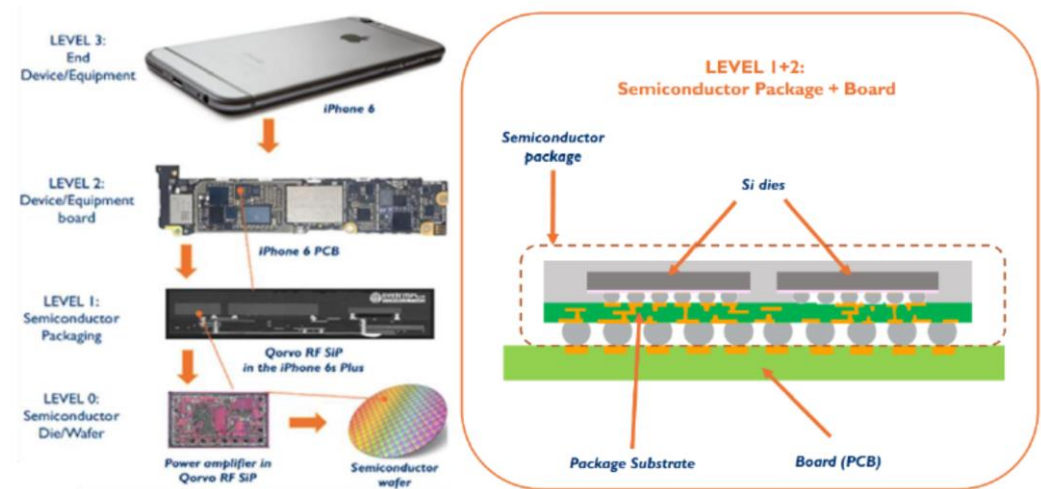 LEVEL 3:
End
Device/Equipment
iPhone 6
LEVEL 2:
Device/Equipment
board
iPhone 6 PCB
LEVEL 1:
Semiconductor
Packaging
Qorvo RF SiP
in the iPhone 6s Plus
LEVEL 0:
Semiconductor
Die/Wafer
Power amplifier in
Qorvo RF SiP
Semiconductor
wafer
LEVEL 1+2:
Semiconductor Package + Board
Semiconductor
package
Si dies
Package Substrate
Board (PCB)